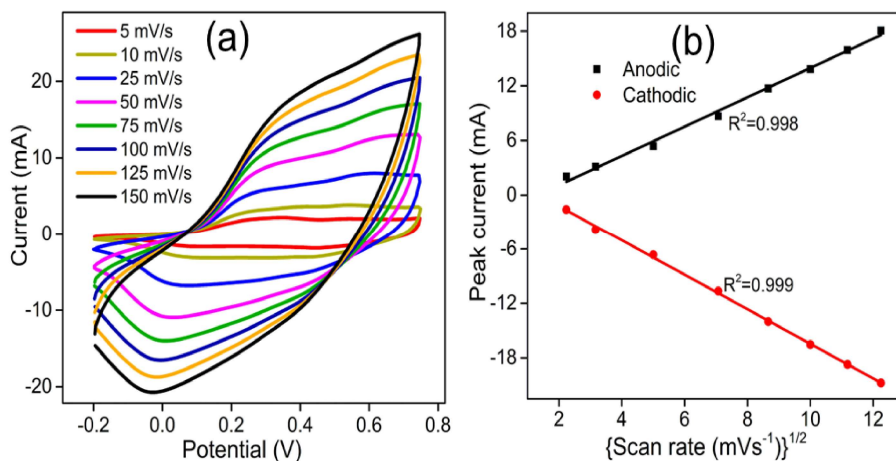 (a)
5 mV/s
10 mV/s
25 mV/s
50 mV/s
75 mV/s
100 mV/s
125 mV/s
150 mV/s
20
10
0
-10
-20
Current (mA)
-0.2 0.0 0.2 0.4 0.6 0.8
Potential (V)
(b)
Anodic
Cathodic
R²=0.998
R²=0.999
18
12
6
0
-6
-12
-18
Peak current (mA)
2 4 6 8 10 12
{Scan rate (mVs⁻¹)}¹/²